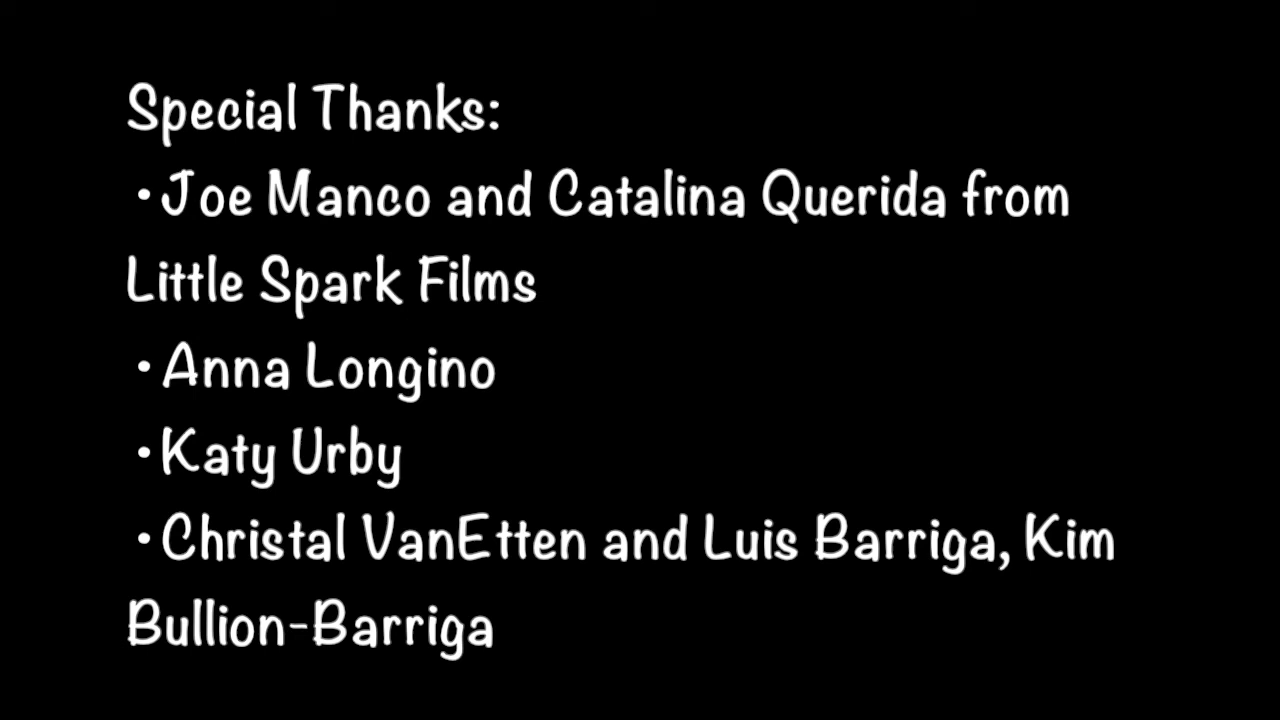 Special Thanks:
•Joe Manco and Catalina Querida from
Little Spark Films
•Anna Longino
•Katy Urby
•Christal VanEtten and Luis Barriga, Kim
Bullion-Barriga